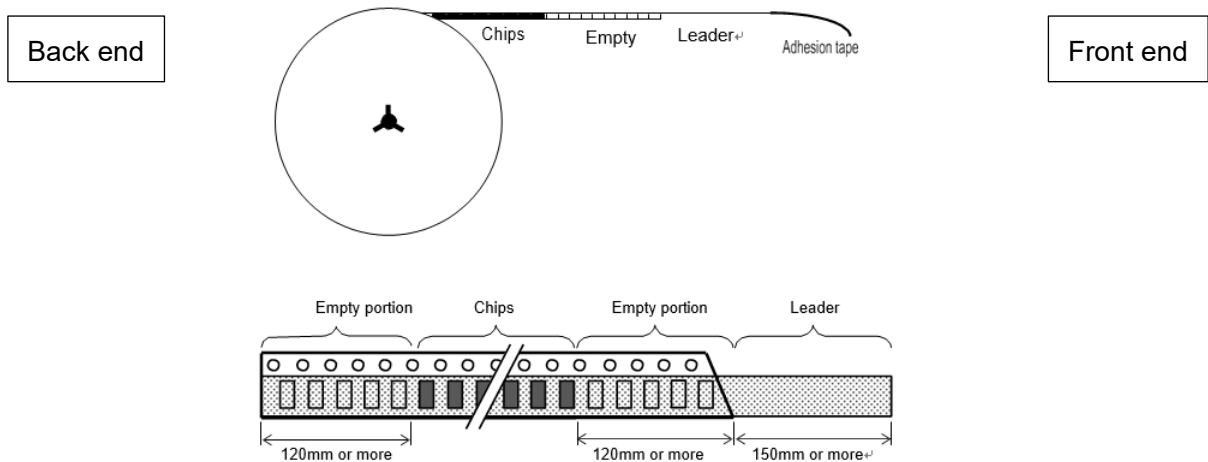 Back end
Chips
Empty
Leader↵
Adhesion tape
Front end
Empty portion
Chips
Empty portion
Leader
120mm or more
120mm or more
150mm or more↵